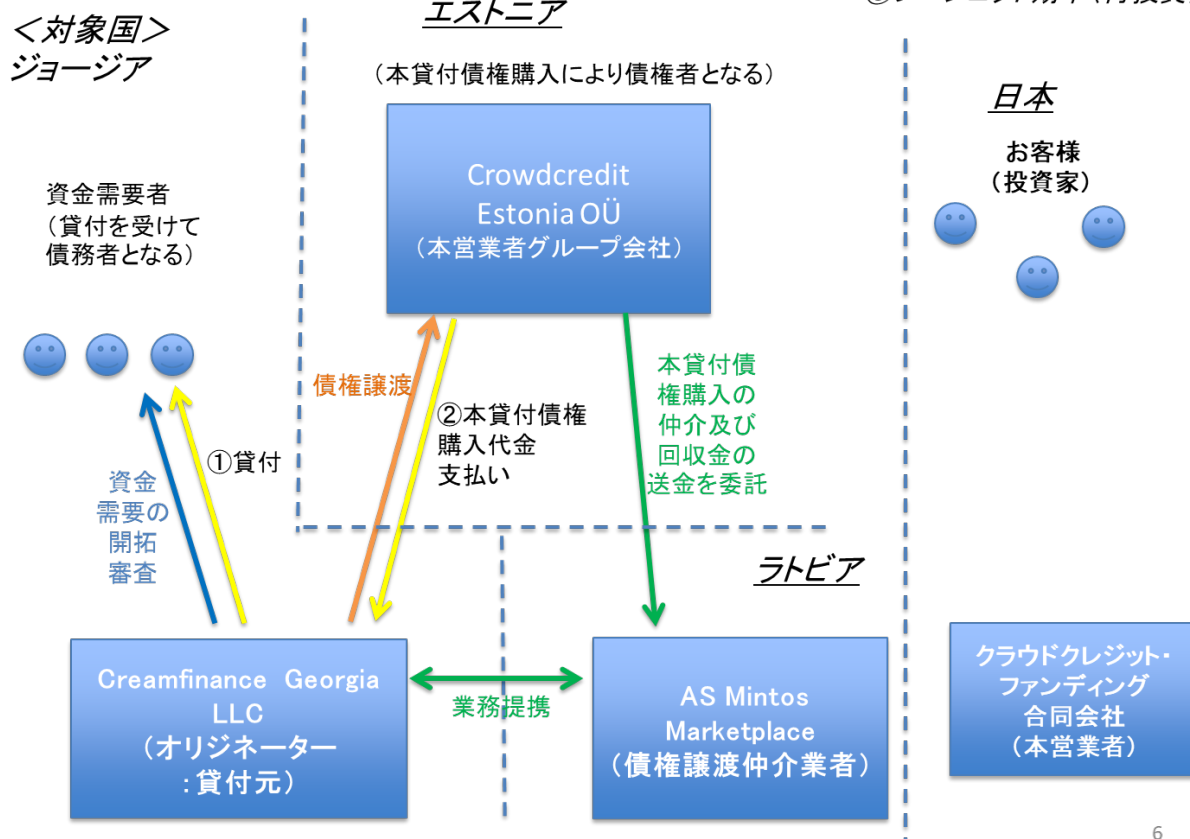 <対象国>
ジョージア
エストニア
(本貸付債権購入により債権者となる)
日本
お客様
(投資家)
資金需要者
(貸付を受けて
債務者となる)
Crowdcredit
Estonia OÜ
(本営業者グループ会社)
債権譲渡
②本貸付債権
購入代金
支払い
本貸付債
権購入の
仲介及び
回収金の
送金を委託
①貸付
資金
需要の
開拓
審査
ラトビア
Creamfinance Georgia
LLC
(オリジネーター
:貸付元)
業務提携
AS Mintos
Marketplace
(債権譲渡仲介業者)
クラウドクレジット・
ファンディング
合同会社
(本営業者)
6